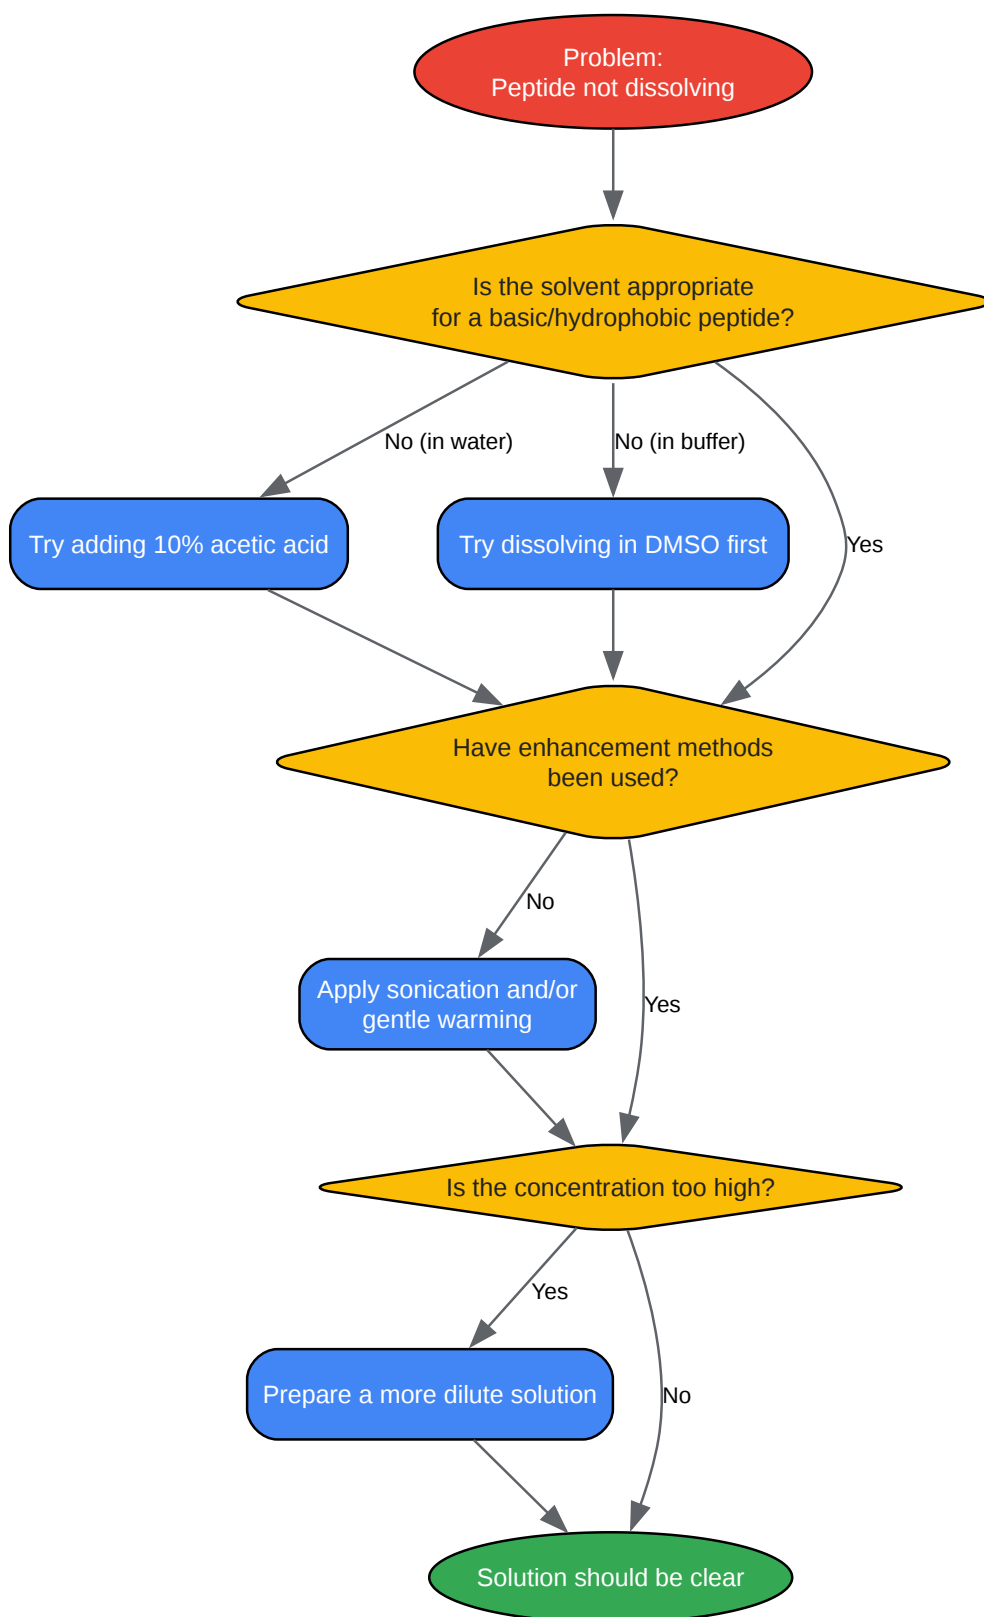 Problem:
Peptide not dissolving
Is the solvent appropriate
for a basic/hydrophobic peptide?
No (in water)
No (in buffer)
Yes
Try adding 10% acetic acid
Try dissolving in DMSO first
Have enhancement methods
been used?
No
Yes
Apply sonication and/or
gentle warming
Is the concentration too high?
Yes
No
Prepare a more dilute solution
Solution should be clear